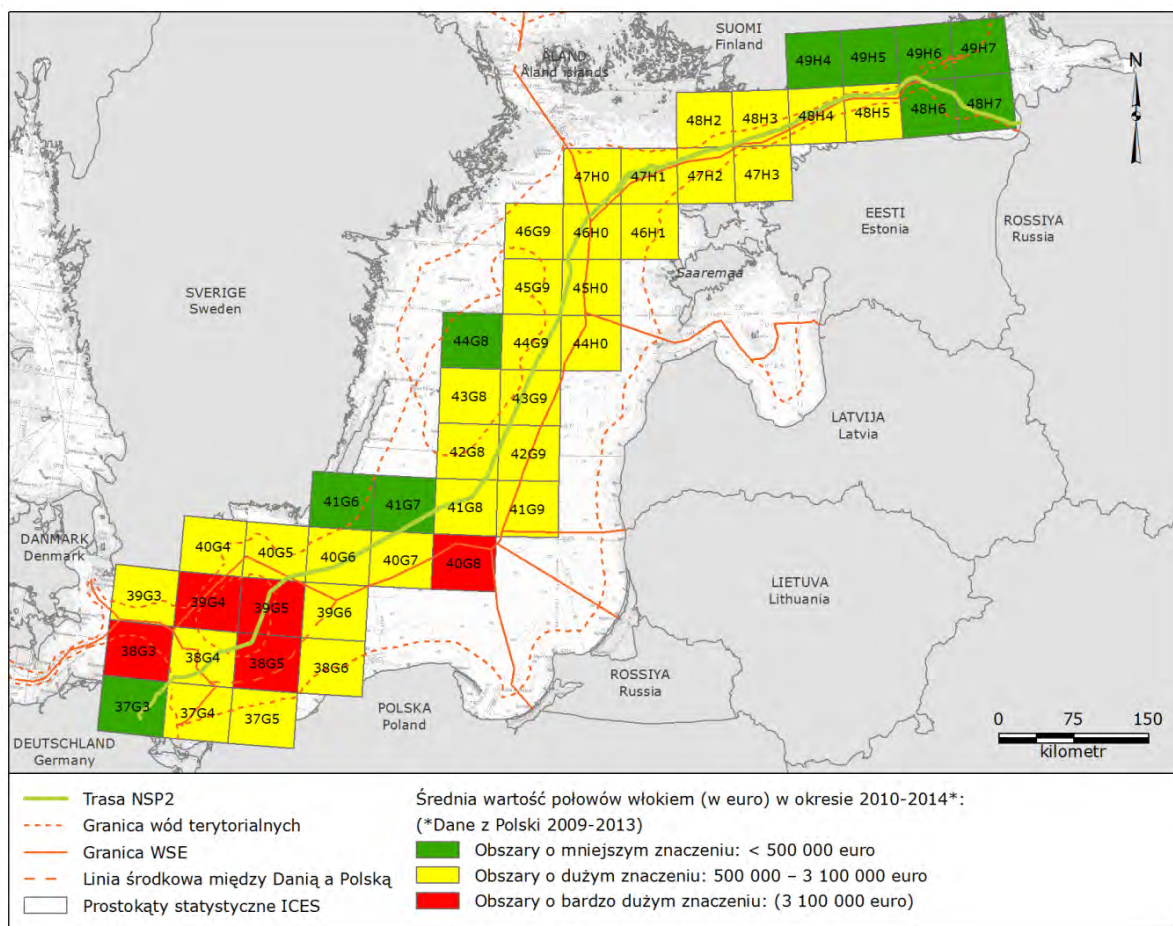 SUOMI
Finland
ÅLAND
Åland islands
49H4
49H5
49H6
49H7
N
48H2
48H3
48H4
48H5
48H6
48H7
47H0
47H1
47H2
47H3
EESTI
Estonia
ROSSIYA
Russia
46G9
46H0
46H1
Saaremaa
SVERIGE
Sweden
45G9
45H0
44G8
44G9
44H0
43G8
43G9
LATVIJA
Latvia
42G8
42G9
41G6
41G7
41G8
41G9
DANMARK
Denmark
40G4
40G5
40G6
40G7
40G8
LIETUVA
Lithuania
39G3
39G4
39G5
39G6
38G3
38G4
38G5
38G6
ROSSIYA
Russia
37G3
37G4
37G5
POLSKA
Poland
DEUTSCHLAND
Germany
0 75 150
kilometr
Trasa NSP2
Granica wód terytorialnych
Granica WSE
Linia środkowa między Danią a Polską
Prostokąty statystyczne ICES
Średnia wartość połowów włokiem (w euro) w okresie 2010-2014*:
(*Dane z Polski 2009-2013)
Obszary o mniejszym znaczeniu: < 500 000 euro
Obszary o dużym znaczeniu: 500 000 – 3 100 000 euro
Obszary o bardzo dużym znaczeniu: (3 100 000 euro)